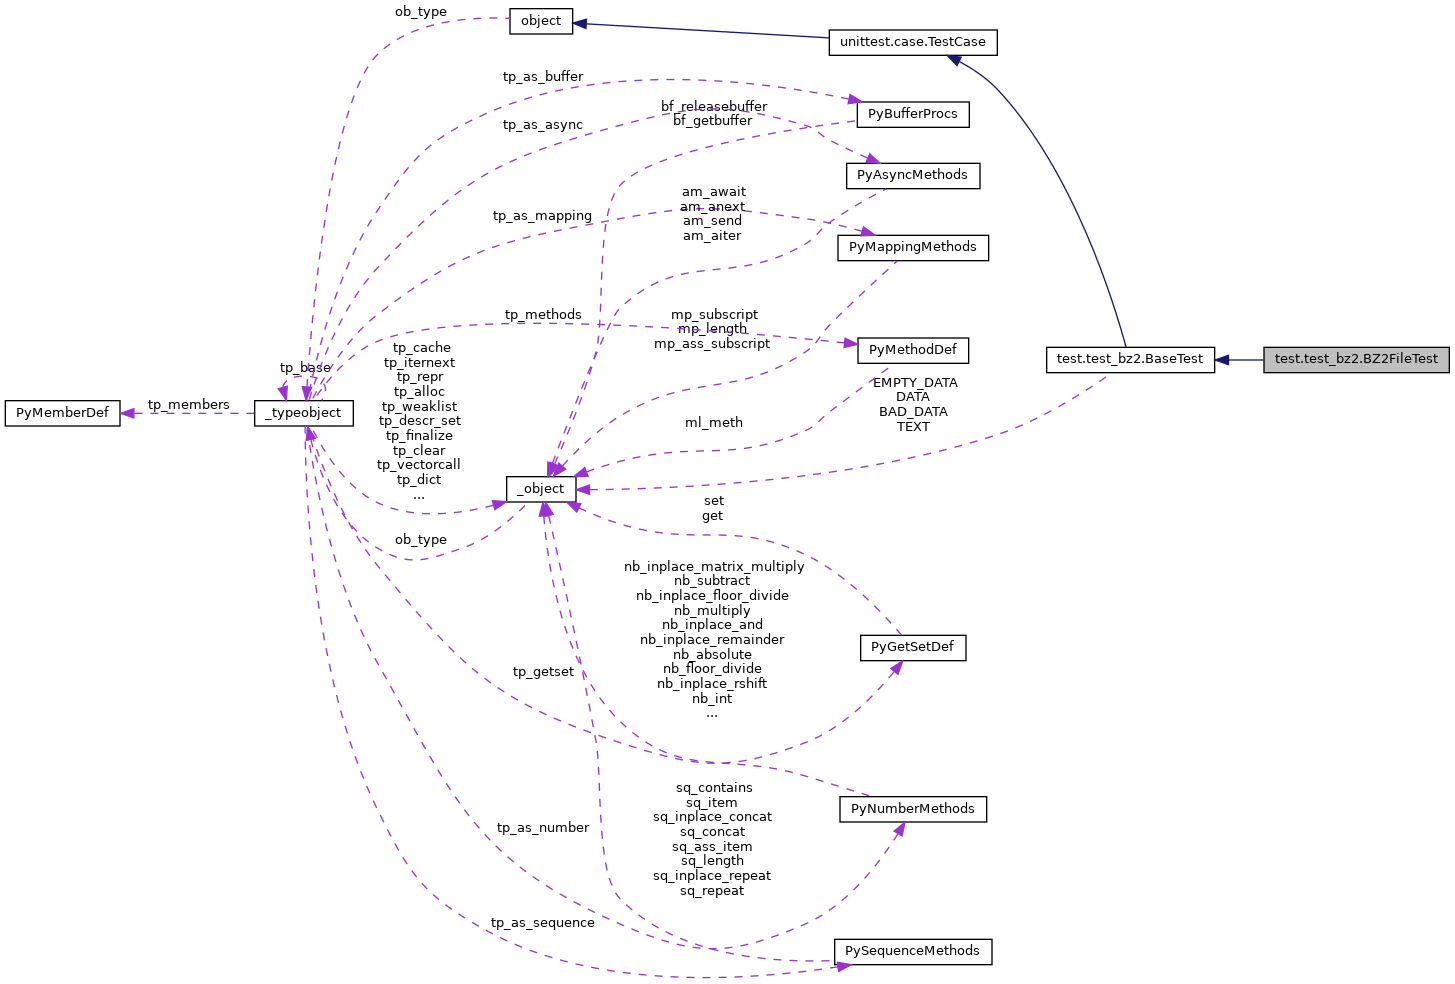 ob_type
object
unittest.case.TestCase
tp_as_buffer
bf_releasebuffer
bf_getbuffer
PyBufferProcs
tp_as_async
PyAsyncMethods
am_await
am_anext
am_send
am_aiter
tp_as_mapping
PyMappingMethods
tp_methods
mp_subscript
mp_length
mp_ass_subscript
PyMethodDef
test.test_bz2.BaseTest
test.test_bz2.BZ2FileTest
tp_base
tp_cache
tp_iternext
tp_repr
tp_alloc
tp_weaklist
tp_descr_set
tp_finalize
tp_clear
tp_vectorcall
tp_dict
...
EMPTY_DATA
DATA
BAD_DATA
TEXT
PyMemberDef
tp_members
_typeobject
ml_meth
_object
ob_type
set
get
nb_inplace_matrix_multiply
nb_subtract
nb_inplace_floor_divide
nb_multiply
nb_inplace_and
nb_inplace_remainder
nb_absolute
nb_floor_divide
nb_inplace_rshift
nb_int
...
PyGetSetDef
tp_getset
sq_contains
sq_item
sq_inplace_concat
sq_concat
sq_ass_item
sq_length
sq_inplace_repeat
sq_repeat
PyNumberMethods
tp_as_number
tp_as_sequence
PySequenceMethods